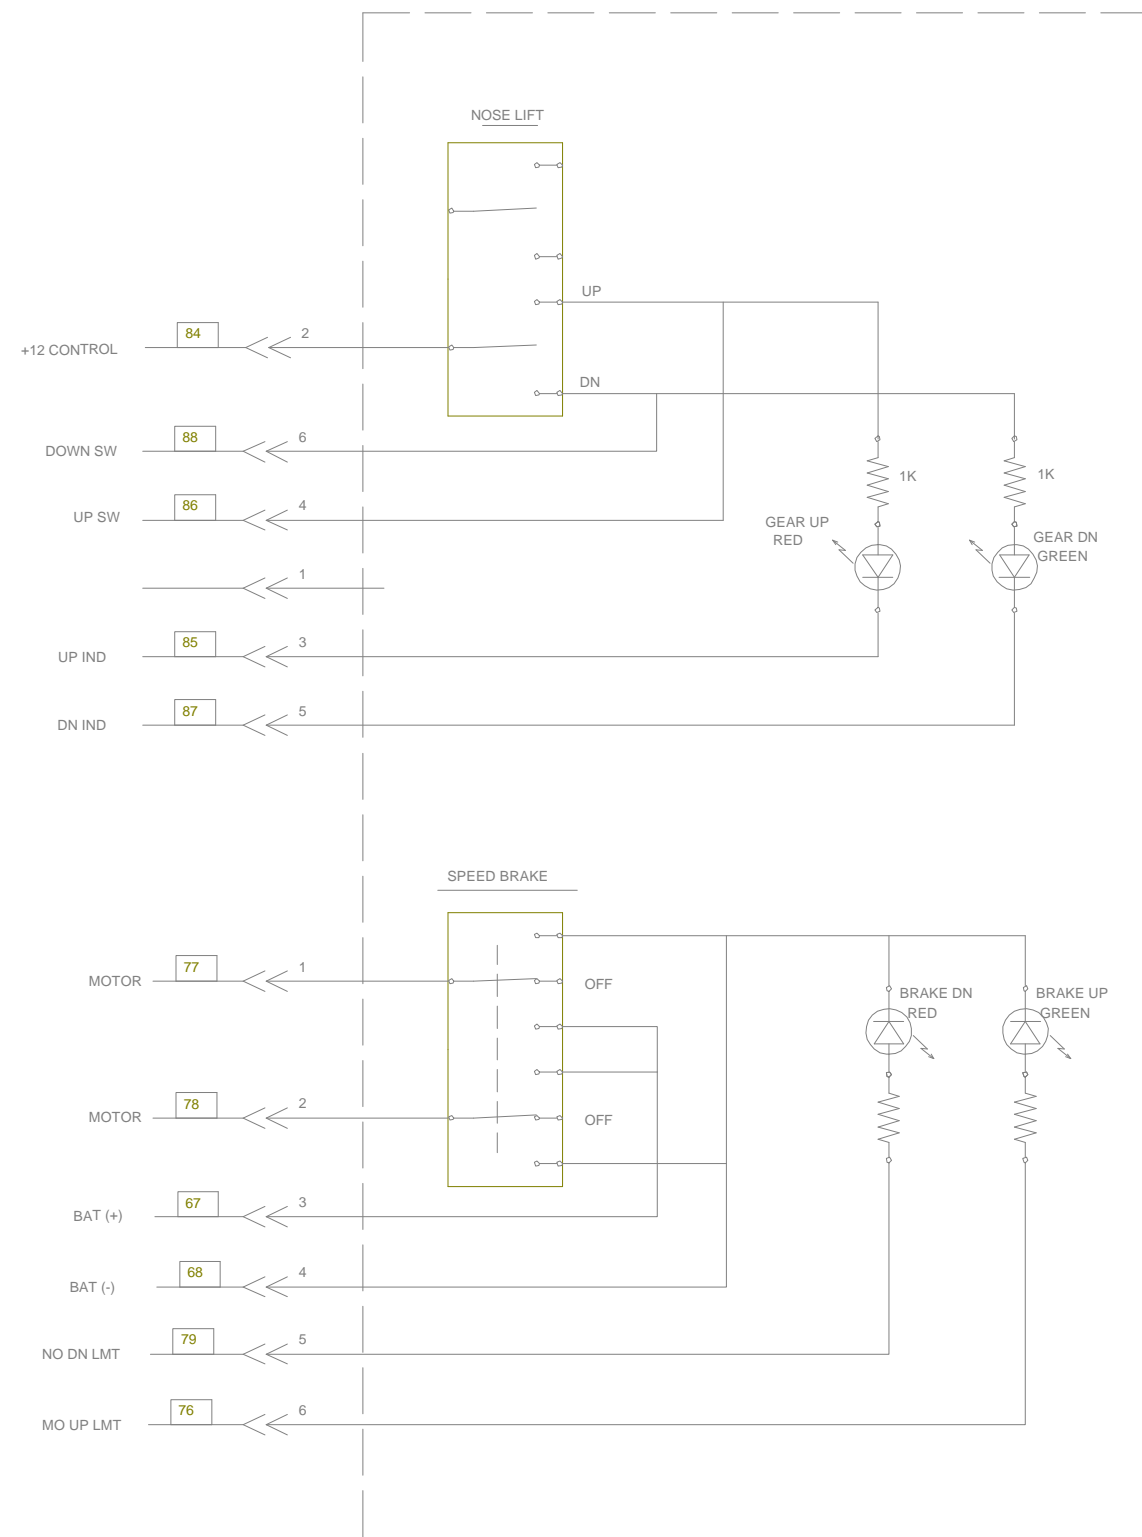 NOSE LIFT
UP
84
2
+12 CONTROL
DN
88
6
DOWN SW
86
4
UP SW
1K
1K
GEAR UP
RED
GEAR DN
GREEN
1
85
3
UP IND
87
5
DN IND
SPEED BRAKE
77
1
MOTOR
OFF
BRAKE DN
RED
BRAKE UP
GREEN
78
2
MOTOR
OFF
67
3
BAT (+)
68
4
BAT (-)
79
5
NO DN LMT
76
6
MO UP LMT